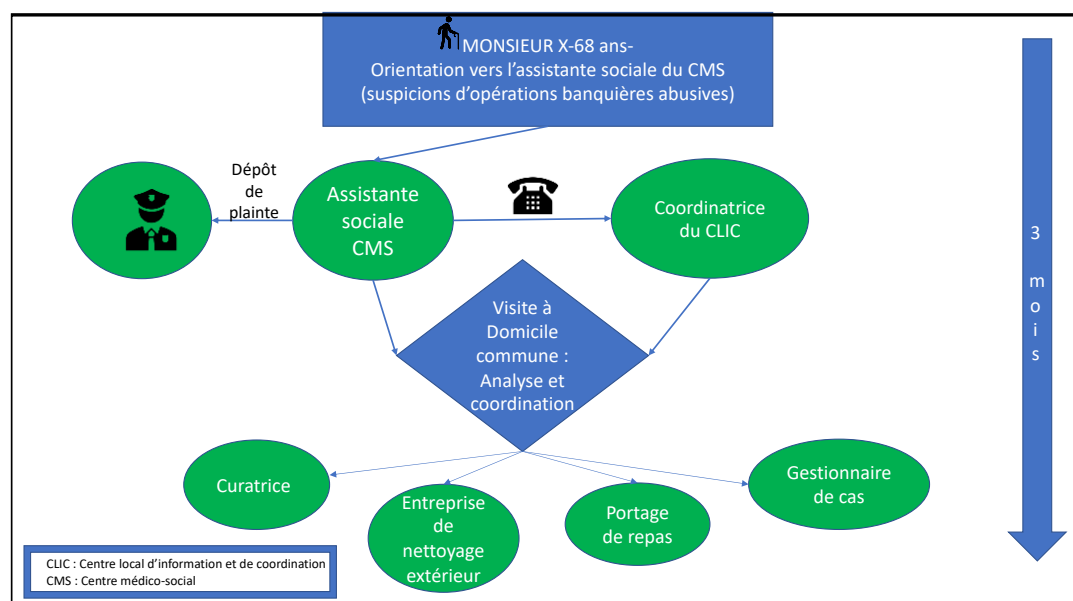 MONSIEUR X-68 ans-
Orientation vers l’assistante sociale du CMS
(suspicions d’opérations banquières abusives)
Dépôt
de
plainte
Assistante
sociale
CMS
Coordinatrice
du CLIC
Visite à
Domicile
commune :
Analyse et
coordination
Curatrice
Entreprise
de
nettoyage
extérieur
Portage
de repas
Gestionnaire
de cas
3
m
o
i
s
CLIC : Centre local d’information et de coordination
CMS : Centre médico-social